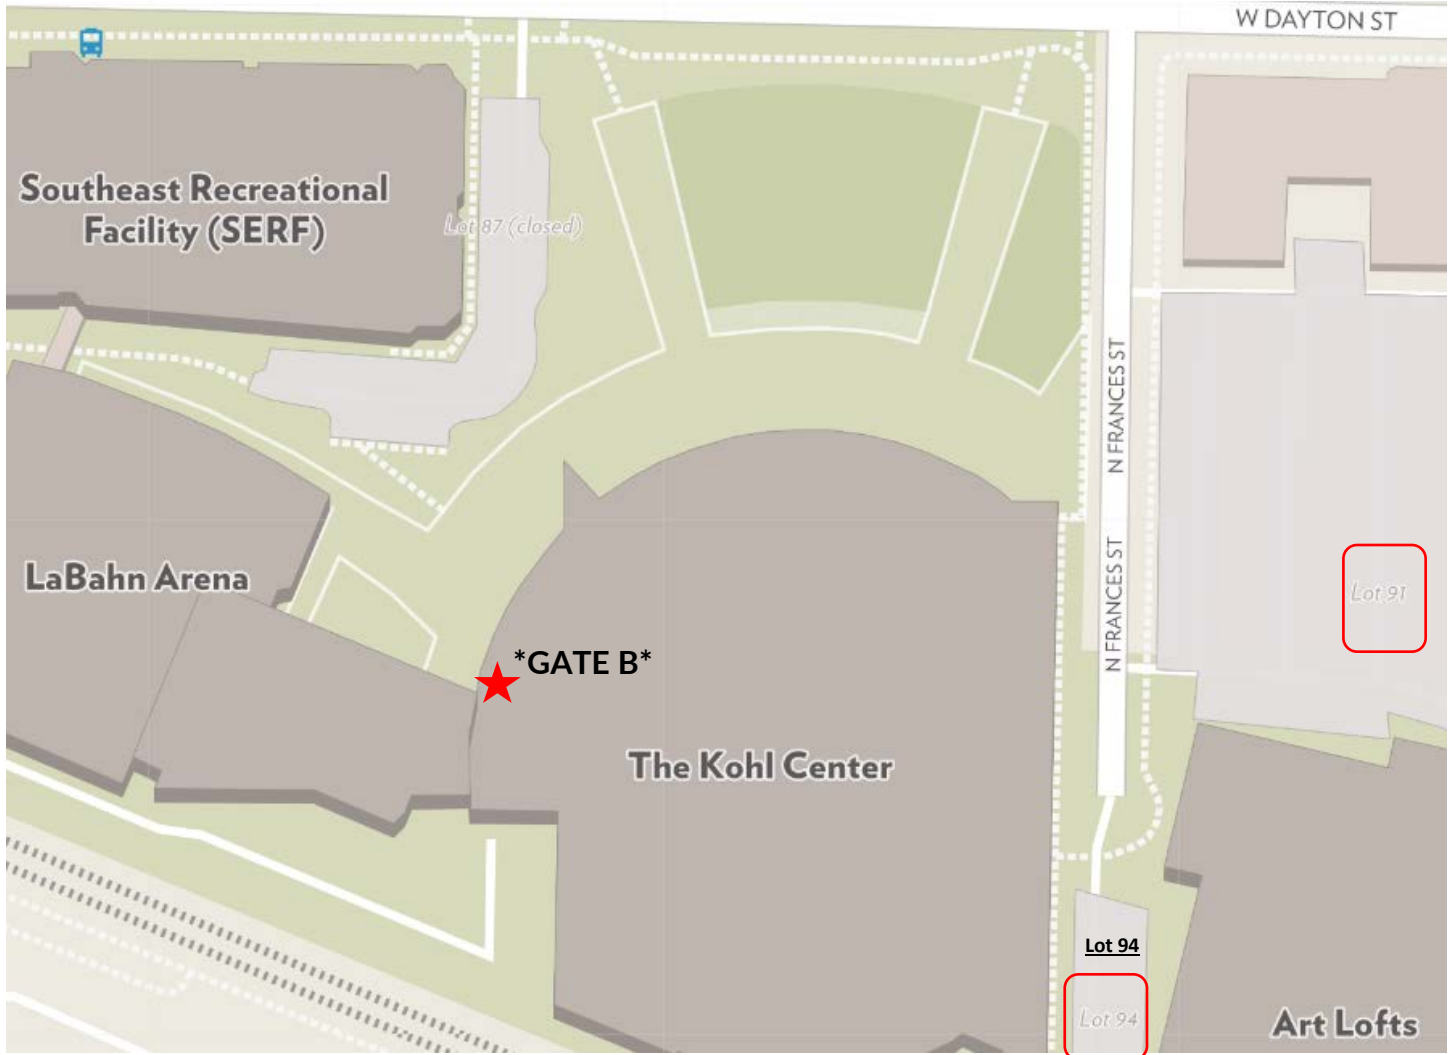 W DAYTON ST
Southeast Recreational
Facility (SERF)
Lot 87 (closed)
N FRANCES ST
N FRANCES ST
LaBahn Arena
Lot 91
*GATE B*
The Kohl Center
Lot 94
Lot 94
Art Lofts